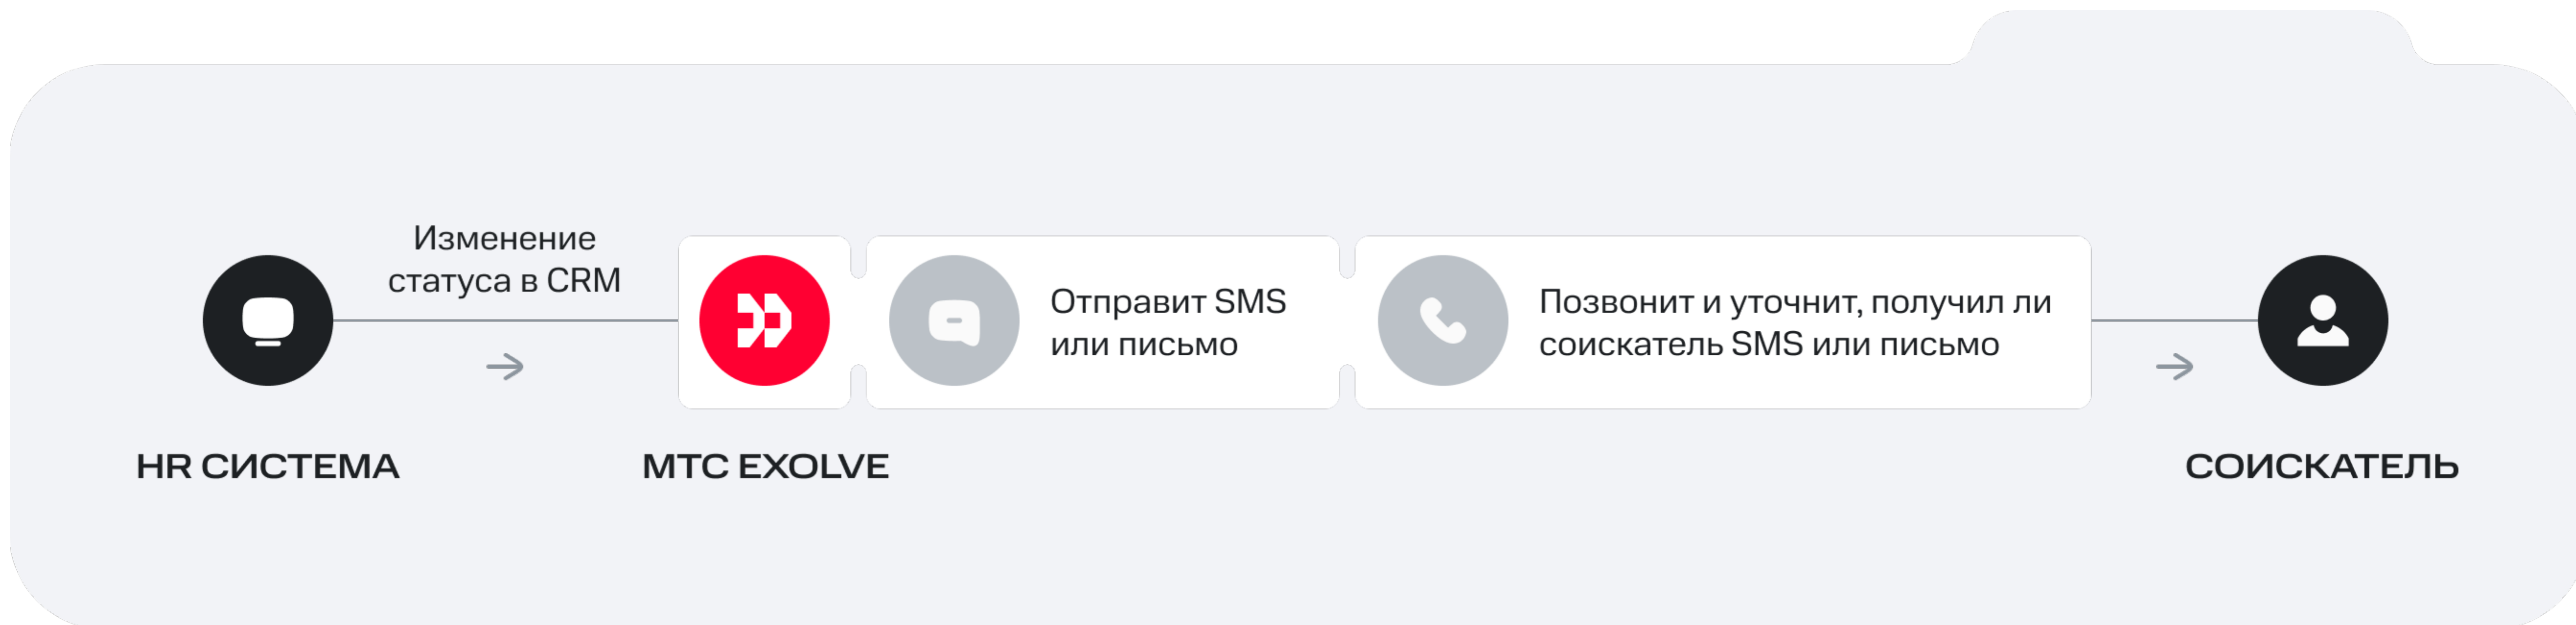 Изменение
статуса в CRM
Отправит SMS
или письмо
Позвонит и уточнит, получил ли
соискатель SMS или письмо
HR СИСТЕМА
МТС EXOLVE
СОИСКАТЕЛЬ